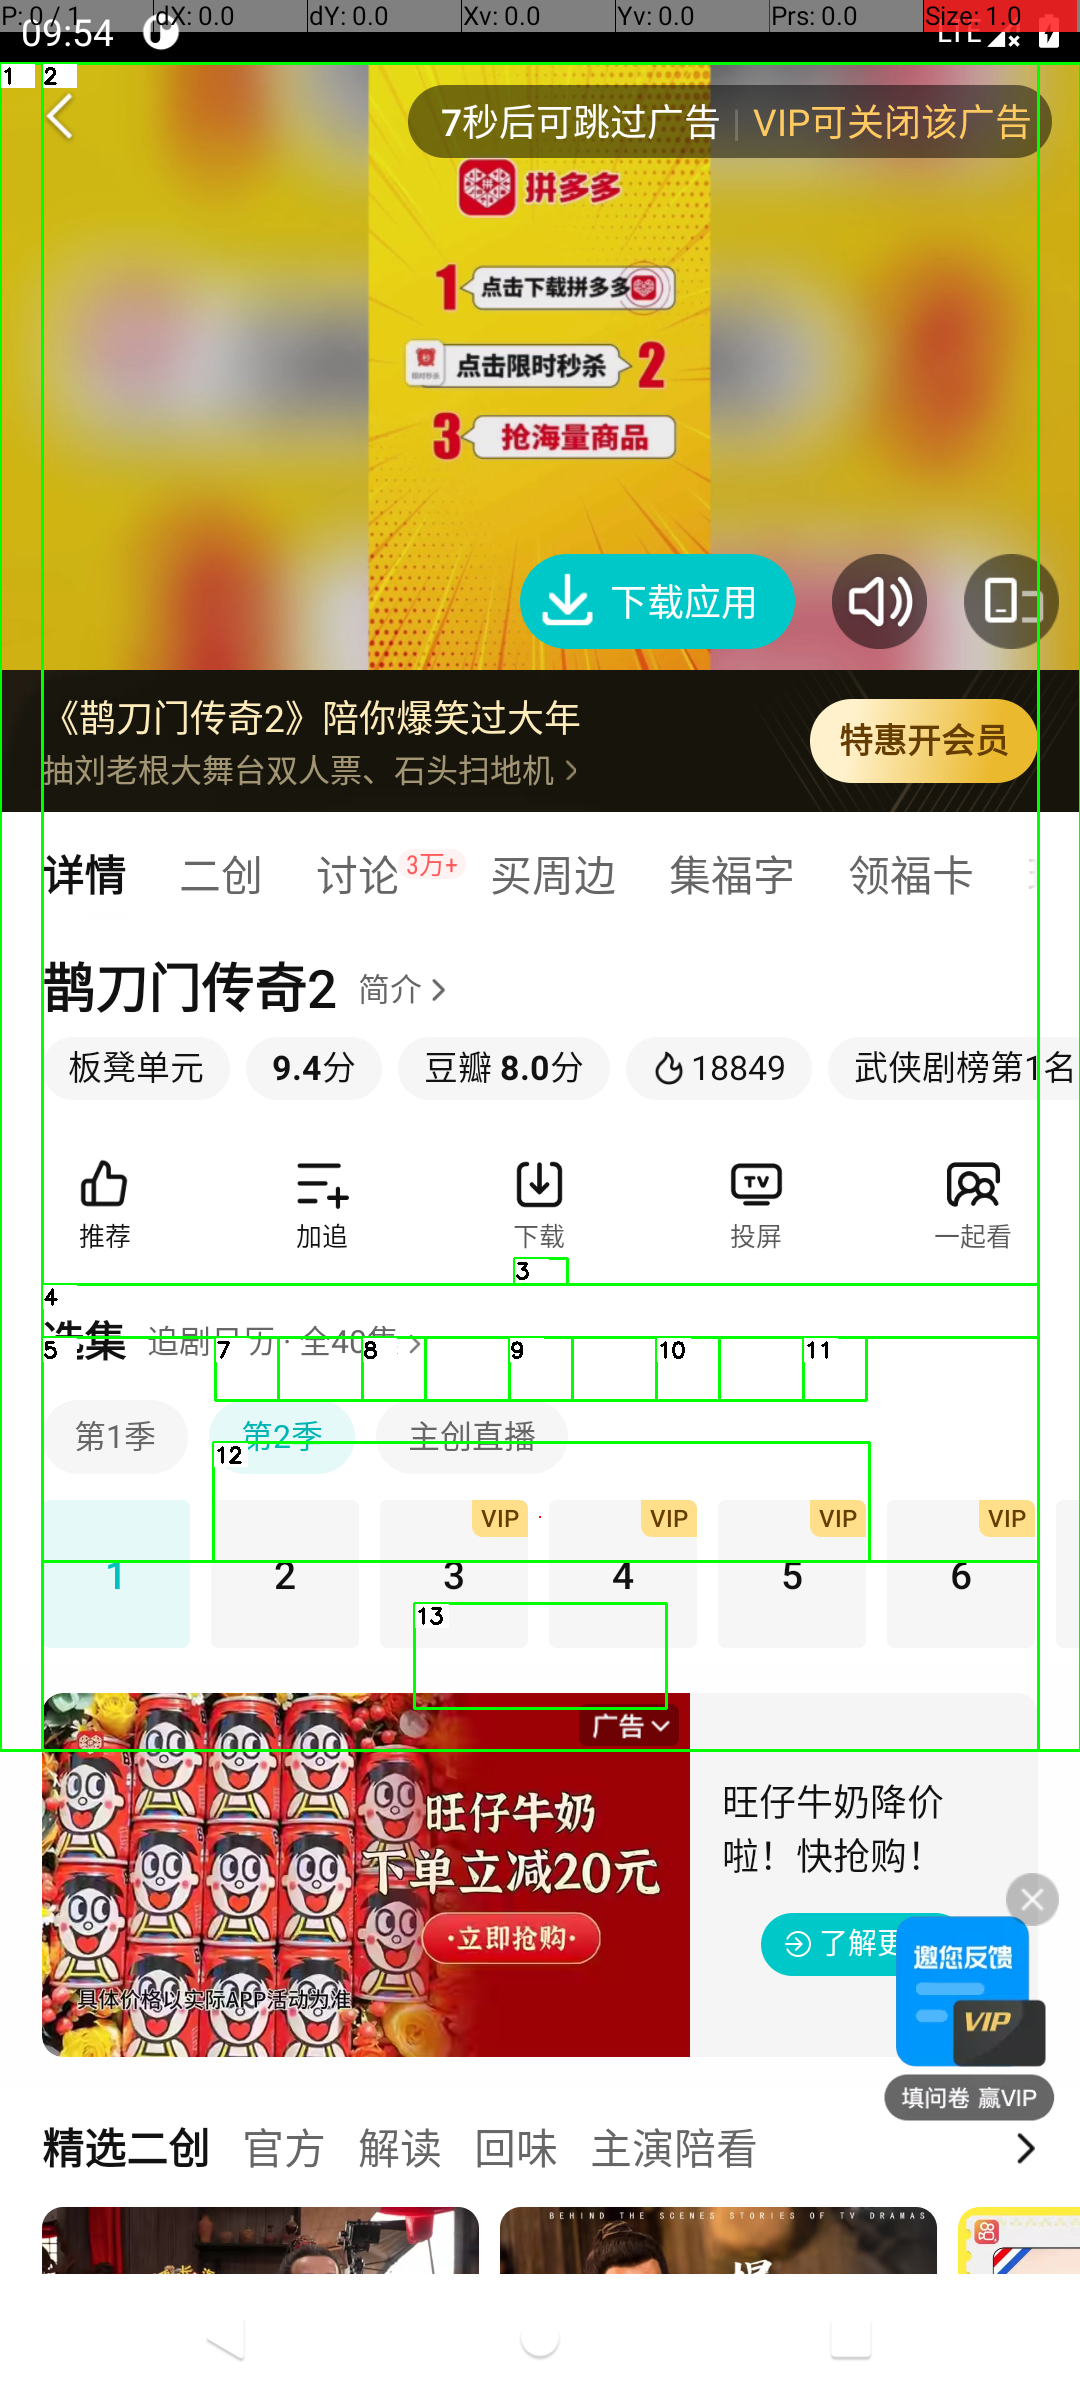 P: 0 / 1 dX: 0.0 dY: 0.0 Xv: 0.0 Yv: 0.0 Prs: 0.0 Size: 1.0
09:54 LTE
1 2
7秒后可跳过广告 | VIP可关闭该广告
拼多多
1 点击下载拼多多
点击限时秒杀 2
3 抢海量商品
下载应用
《鹊刀门传奇2》陪你爆笑过大年
抽刘老根大舞台双人票、石头扫地机
特惠开会员
详情 二创 讨论 3万+ 买周边 集福字 领福卡
鹊刀门传奇2 简介
板凳单元 9.4分 豆瓣 8.0分 18849 武侠剧榜第1名
推荐 加追 下载 投屏 一起看
3
4
选集 追剧日历 · 全40集
5 7 8 9 10 11
第1季 第2季 主创直播
12
VIP VIP VIP VIP
1 2 3 4 5 6
13
广告
旺仔牛奶
下单立减20元
·立即抢购·
具体价格以实际APP活动为准
旺仔牛奶降价
啦！快抢购！
了解更
邀您反馈
VIP
填问卷 赢VIP
精选二创 官方 解读 回味 主演陪看
BEHIND THE SCENES STORIES OF TV DRAMAS